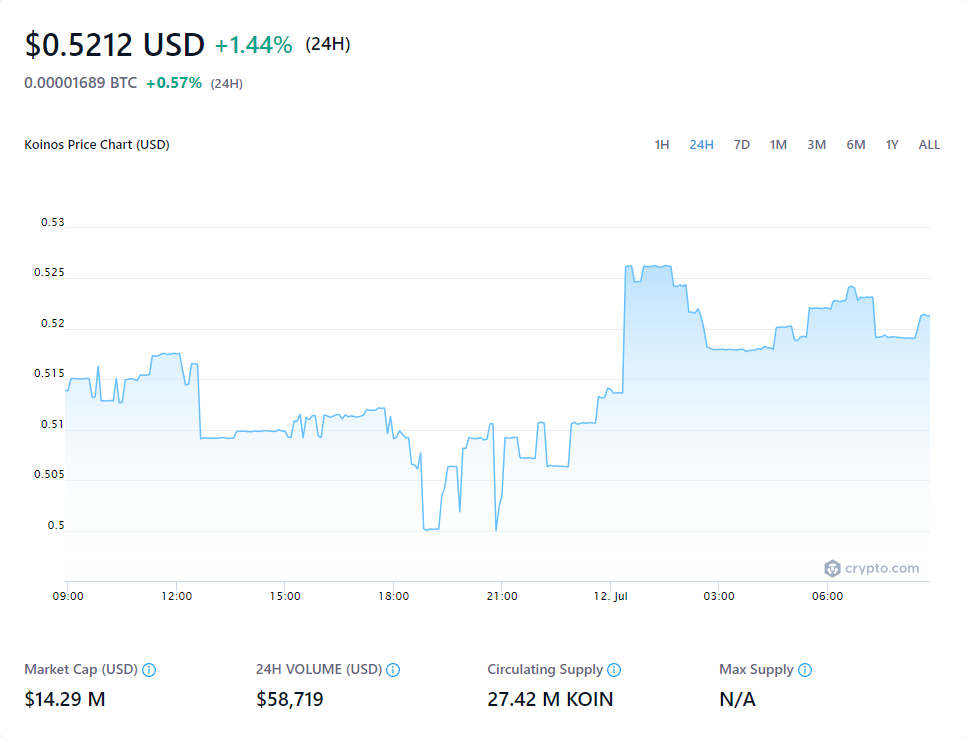 $0.5212 USD +1.44% (24H)
0.00001689 BTC +0.57% (24H)
Koinos Price Chart (USD) 1H 24H 7D 1M 3M 6M 1Y ALL
0.53
0.525
0.52
0.515
0.51
0.505
0.5
crypto.com
09:00 12:00 15:00 18:00 21:00 12. Jul 03:00 06:00
Market Cap (USD) 24H VOLUME (USD) Circulating Supply Max Supply
$14.29 M $58,719 27.42 M KOIN N/A